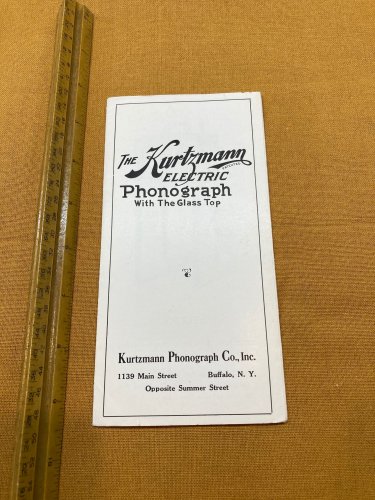 THE Kurtzmann
ELECTRIC
Phonograph
With The Glass Top
Kurtzmann Phonograph Co., Inc.
1139 Main Street Buffalo, N. Y.
Opposite Summer Street